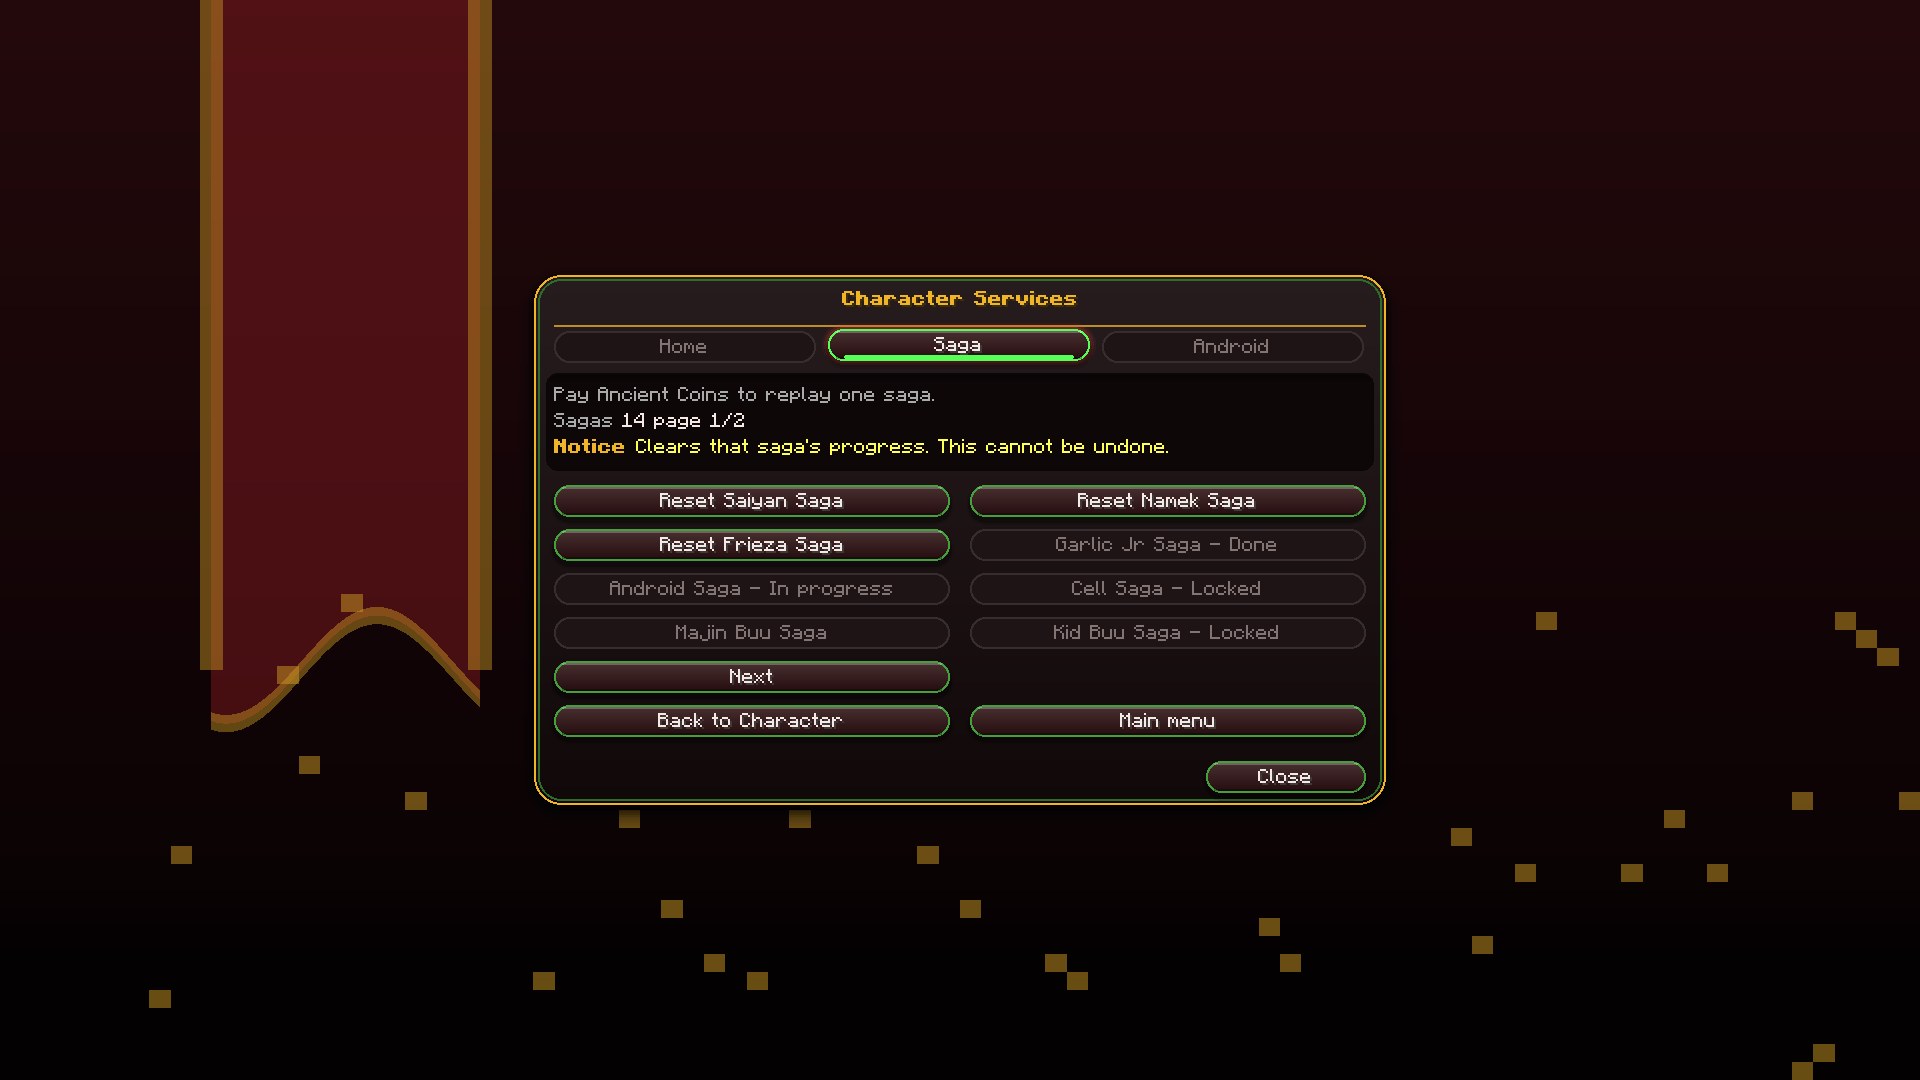 Character Services
Home Saga Android
Pay Ancient Coins to replay one saga.
Sagas 14 page 1/2
Notice Clears that saga's progress. This cannot be undone.
Reset Saiyan Saga Reset Namek Saga
Reset Frieza Saga Garlic Jr Saga – Done
Android Saga – In progress Cell Saga – Locked
Majin Buu Saga Kid Buu Saga – Locked
Next
Back to Character Main menu
Close